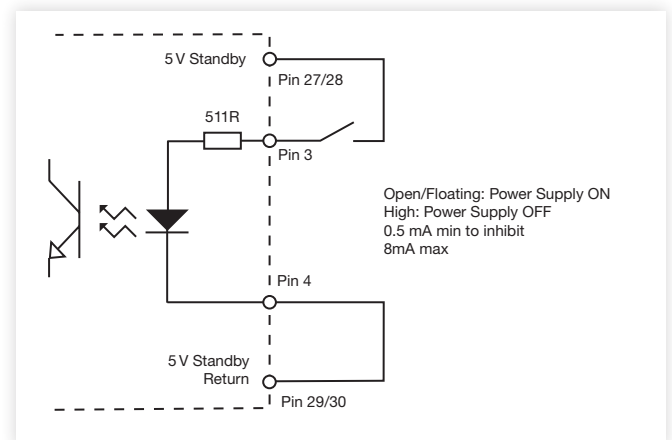 5 V Standby
Pin 27/28
511R
Pin 3
Open/Floating: Power Supply ON
High: Power Supply OFF
0.5 mA min to inhibit
8mA max
Pin 4
5 V Standby
Return
Pin 29/30